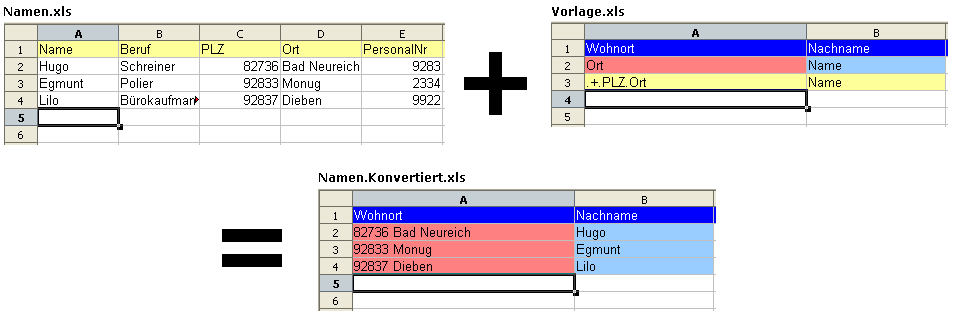 Namen.xls
A B C D E
1 Name Beruf PLZ Ort PersonalNr
2 Hugo Schreiner 82736 Bad Neureich 9283
3 Egmunt Polier 92833 Monug 2334
4 Lilo Bürokaufman 92837 Dieben 9922
5
6
+
Vorlage.xls
A B
1 Wohnort Nachname
2 Ort Name
3 .+.PLZ.Ort Name
4
5
=
Namen.Konvertiert.xls
A B
1 Wohnort Nachname
2 82736 Bad Neureich Hugo
3 92833 Monug Egmunt
4 92837 Dieben Lilo
5
6